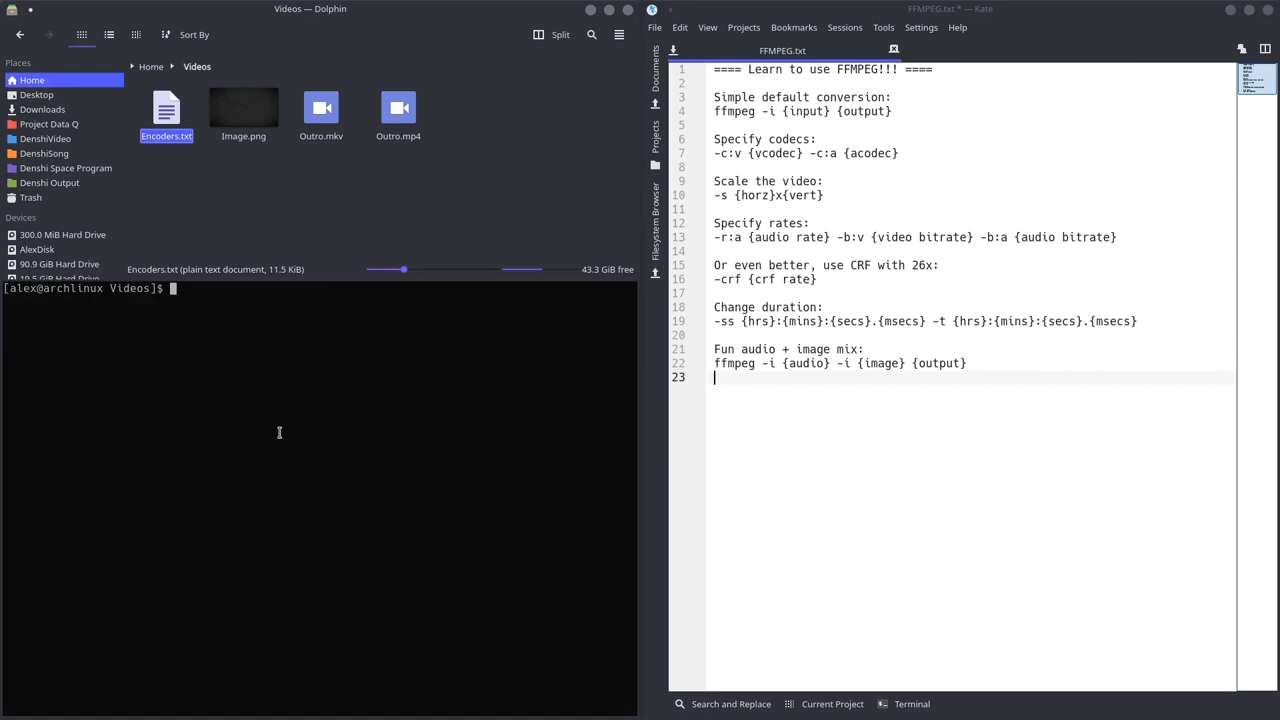 Videos — Dolphin
Split
Sort By
Places
Home
Desktop
Downloads
Project Data Q
DenshiVideo
DenshiSong
Denshi Space Program
Denshi Output
Trash
Devices
300.0 MiB Hard Drive
AlexDisk
90.9 GiB Hard Drive
19.5 GiB Hard Drive
Home Videos
Encoders.txt
Image.png
Outro.mkv
Outro.mp4
Encoders.txt (plain text document, 11.5 KiB)
43.3 GiB free
[alex@archlinux Videos]$
FFMPEG.txt * — Kate
File Edit View Projects Bookmarks Sessions Tools Settings Help
FFMPEG.txt
Documents
Projects
Filesystem Browser
1 ==== Learn to use FFMPEG!!! ====
2
3 Simple default conversion:
4 ffmpeg -i {input} {output}
5
6 Specify codecs:
7 -c:v {vcodec} -c:a {acodec}
8
9 Scale the video:
10 -s {horz}x{vert}
11
12 Specify rates:
13 -r:a {audio rate} -b:v {video bitrate} -b:a {audio bitrate}
14
15 Or even better, use CRF with 26x:
16 -crf {crf rate}
17
18 Change duration:
19 -ss {hrs}:{mins}:{secs}.{msecs} -t {hrs}:{mins}:{secs}.{msecs}
20
21 Fun audio + image mix:
22 ffmpeg -i {audio} -i {image} {output}
23
Search and Replace
Current Project
Terminal